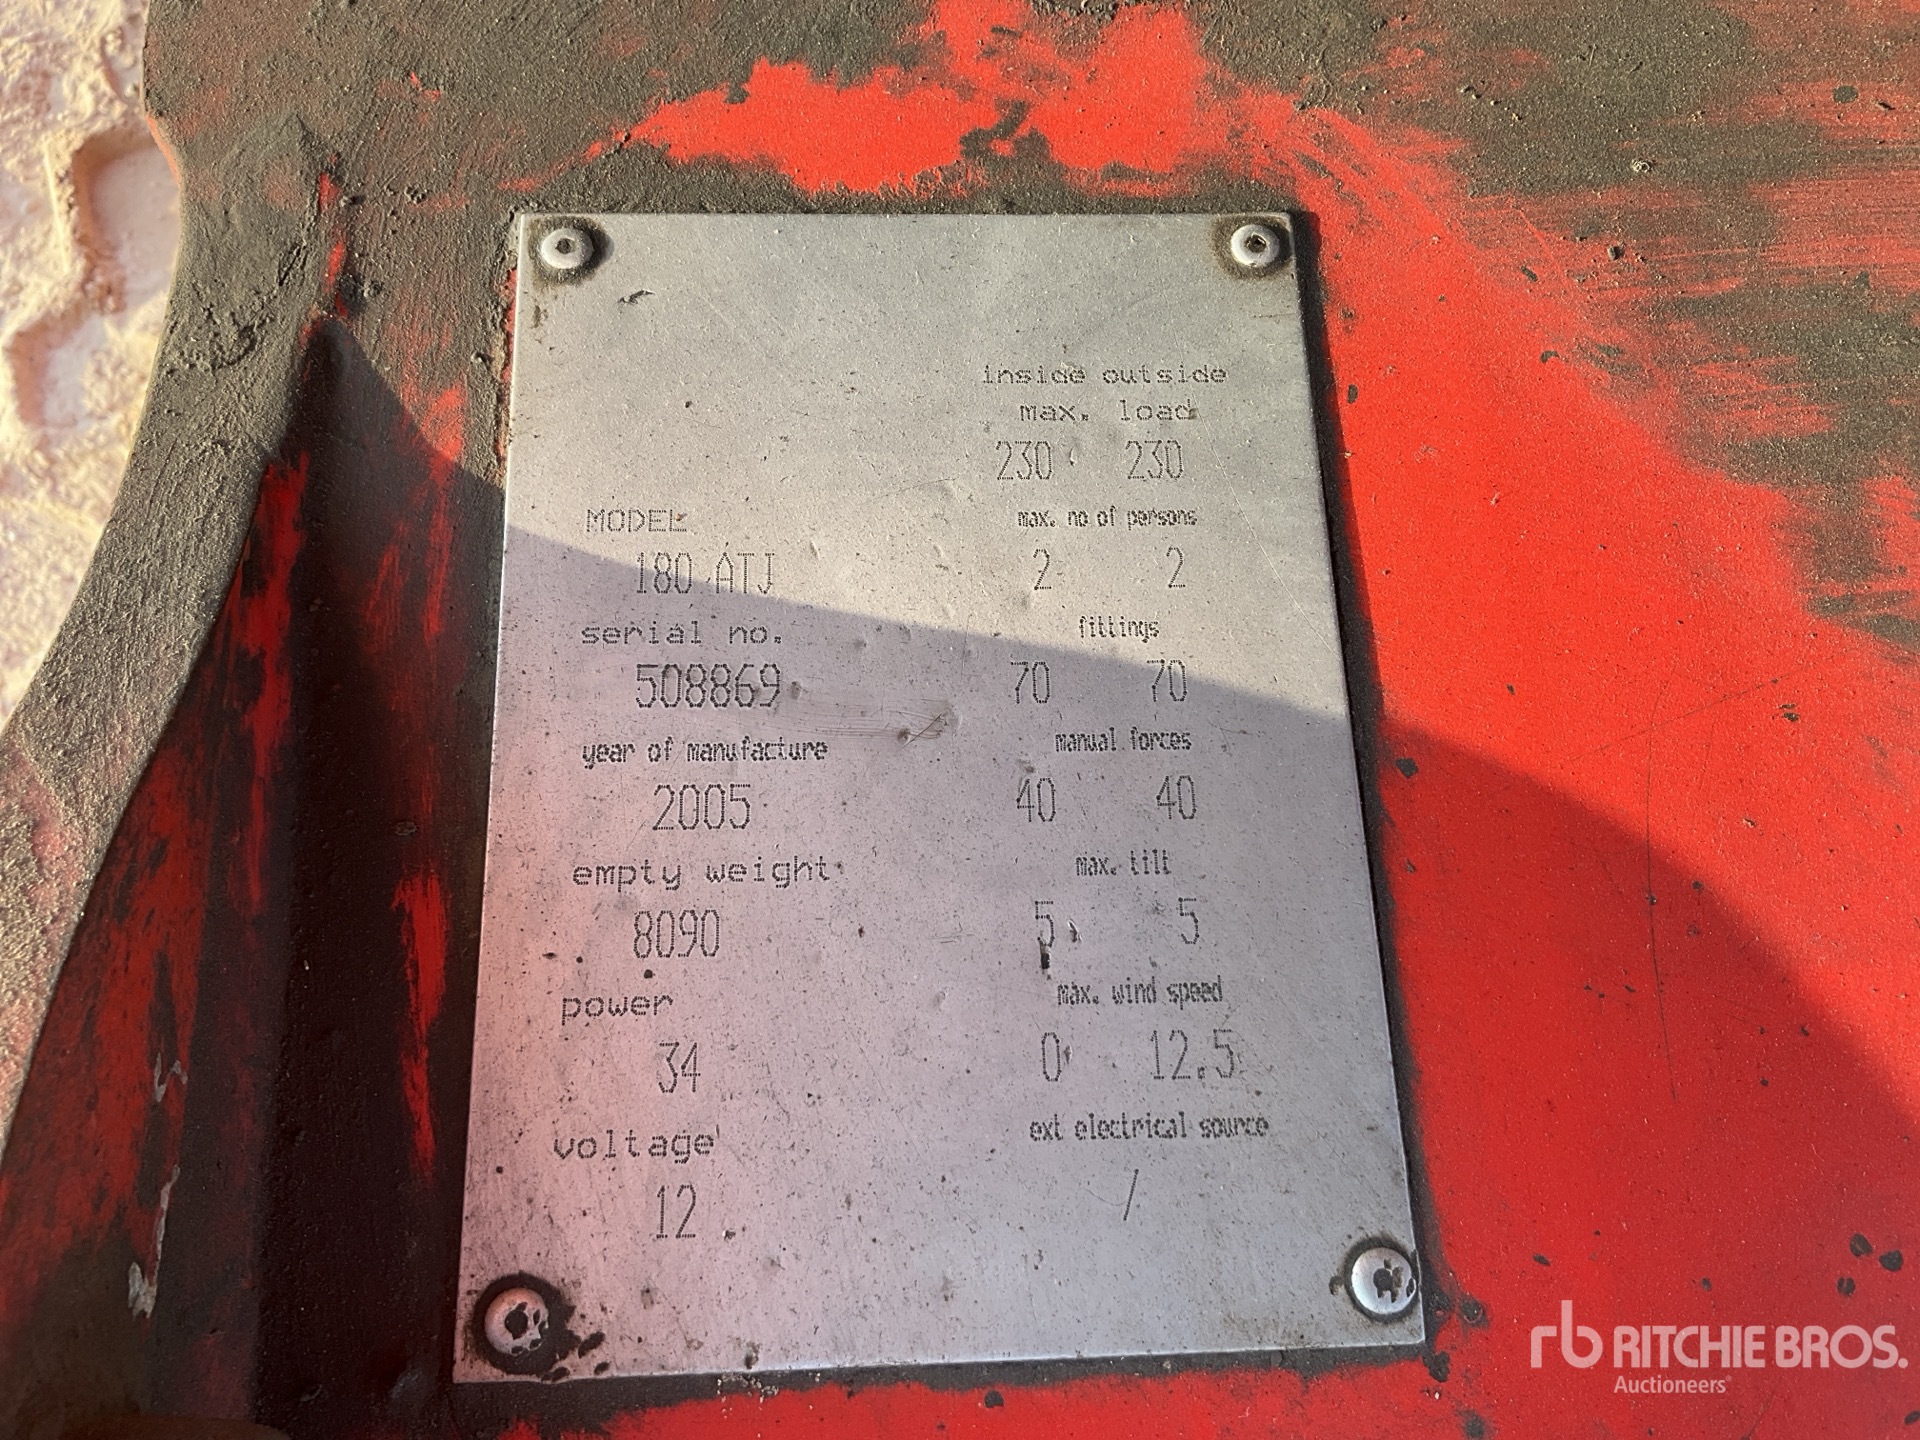 inside outside
max. load
230 230
MODEL
max. no of persons
180 ATJ
2 2
serial no.
fittings
508869
70 70
year of manufacture
manual forces
2005
40 40
empty weight
max. tilt
8090
5 5
power
max. wind speed
34
0 12.5
voltage
ext electrical source
12
/
rb RITCHIE BROS.
Auctioneers